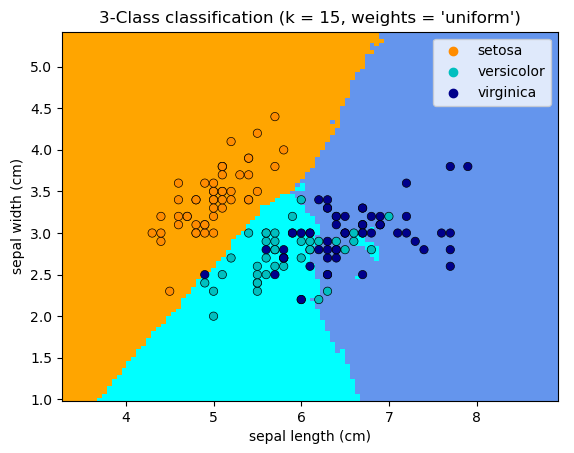 3-Class classification (k = 15, weights = 'uniform')
setosa
versicolor
virginica
sepal width (cm)
5.0
4.5
4.0
3.5
3.0
2.5
2.0
1.5
1.0
4 5 6 7 8
sepal length (cm)